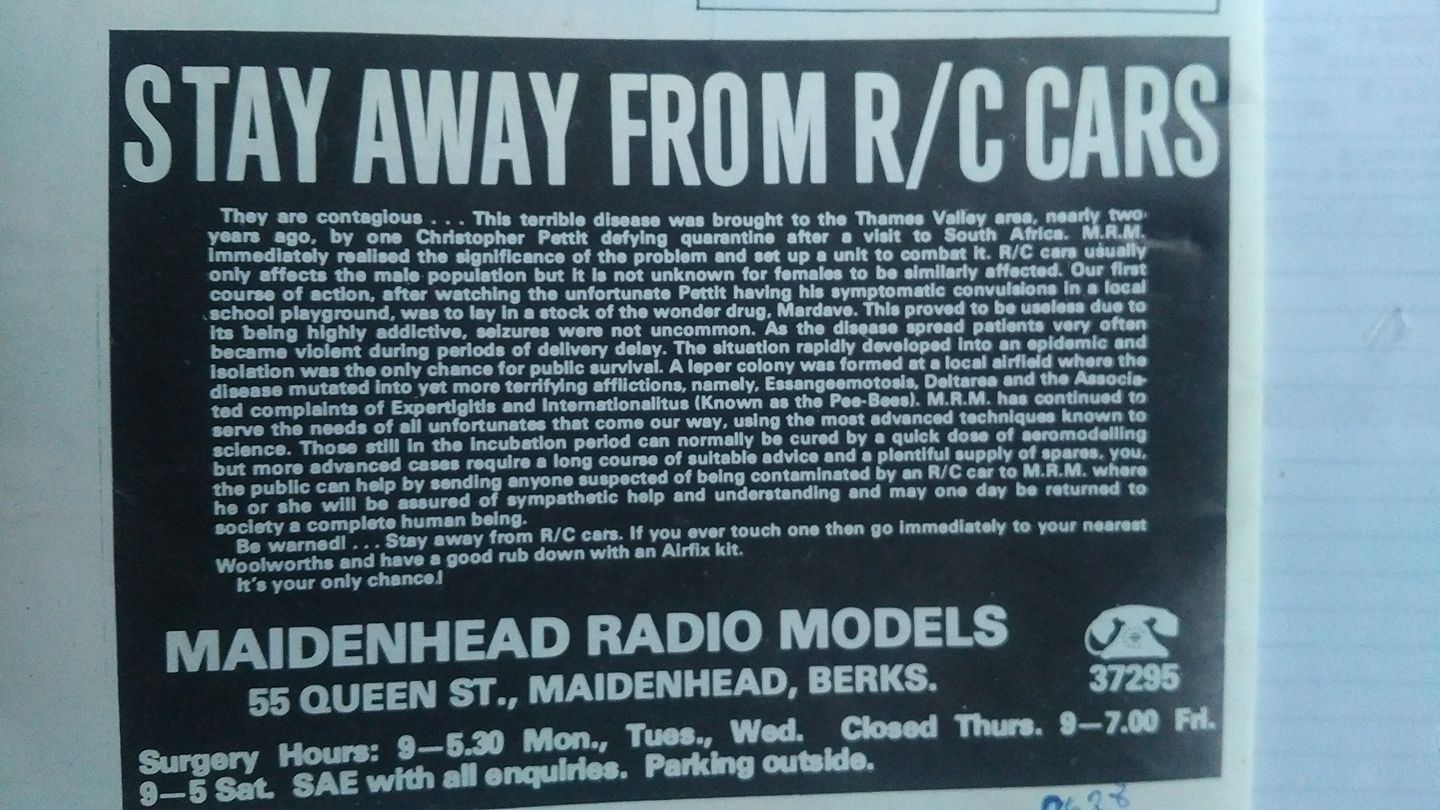 STAY AWAY FROM R/C CARS
They are contagious . . . This terrible disease was brought to the Thames Valley area, nearly two
years ago, by one Christopher Pettit defying quarantine after a visit to South Africa. M.R.M.
Immediately realised the significance of the problem and set up a unit to combat it. R/C cars usually
only affects the male population but it is not unknown for females to be similarly affected. Our first
course of action, after watching the unfortunate Pettit having his symptomatic convulsions in a local
school playground, was to lay in a stock of the wonder drug, Mardave. This proved to be useless due to
its being highly addictive, seizures were not uncommon. As the disease spread patients very often
became violent during periods of delivery delay. The situation rapidly developed into an epidemic and
isolation was the only chance for public survival. A leper colony was formed at a local airfield where the
disease mutated into yet more terrifying afflictions, namely, Essangeemotosis, Deltarea and the Associa-
ted complaints of Expertigitis and Internationalitus (Known as the Pee-Bees). M.R.M. has continued to
serve the needs of all unfortunates that come our way, using the most advanced techniques known to
science. Those still in the incubation period can normally be cured by a quick dose of aeromodelling
but more advanced cases require a long course of suitable advice and a plentiful supply of spares, you,
the public can help by sending anyone suspected of being contaminated by an R/C car to M.R.M. where
he or she will be assured of sympathetic help and understanding and may one day be returned to
society a complete human being.
Be warned! . . . Stay away from R/C cars. If you ever touch one then go immediately to your nearest
Woolworths and have a good rub down with an Airfix kit.
It's your only chance!
MAIDENHEAD RADIO MODELS
55 QUEEN ST., MAIDENHEAD, BERKS.
37295
Surgery Hours: 9—5.30 Mon., Tues., Wed. Closed Thurs. 9—7.00 Fri.
9—5 Sat. SAE with all enquiries. Parking outside.